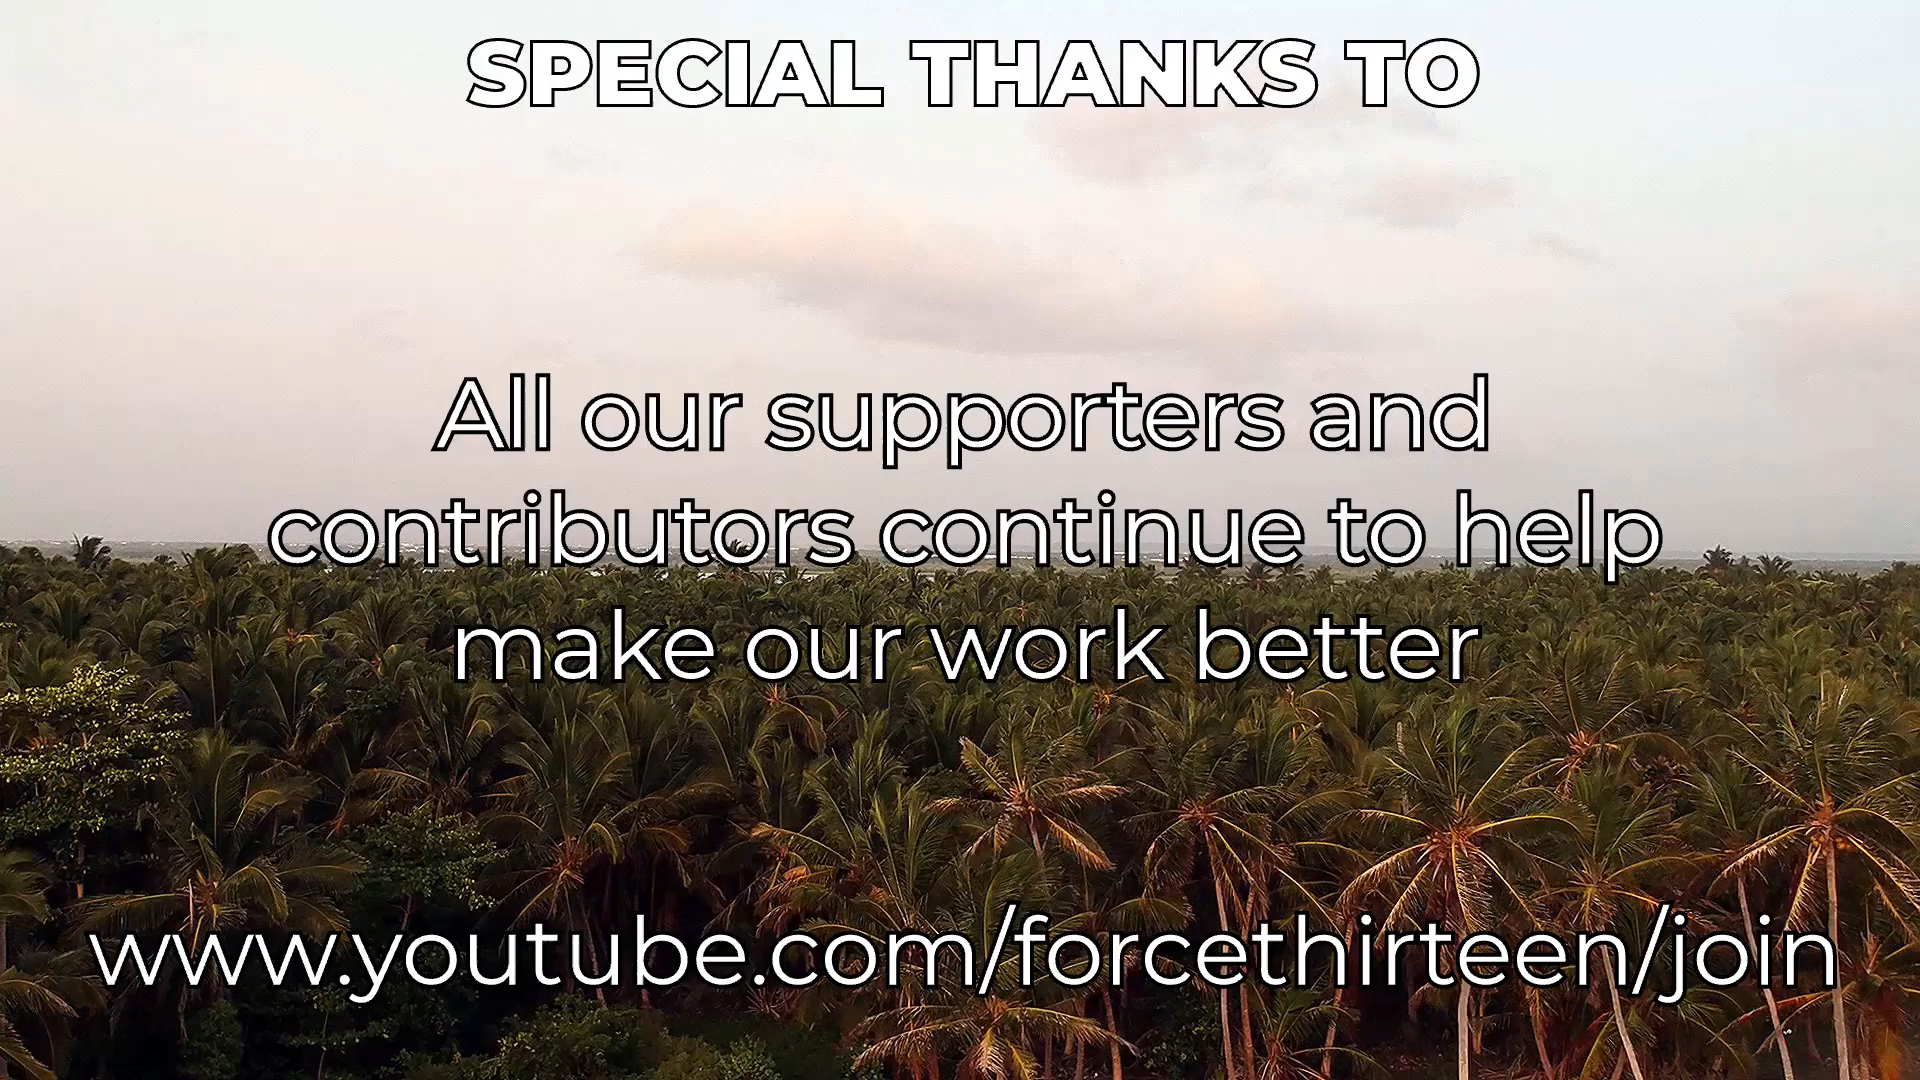 SPECIAL THANKS TO
All our supporters and
contributors continue to help
make our work better
www.youtube.com/forcethirteen/join